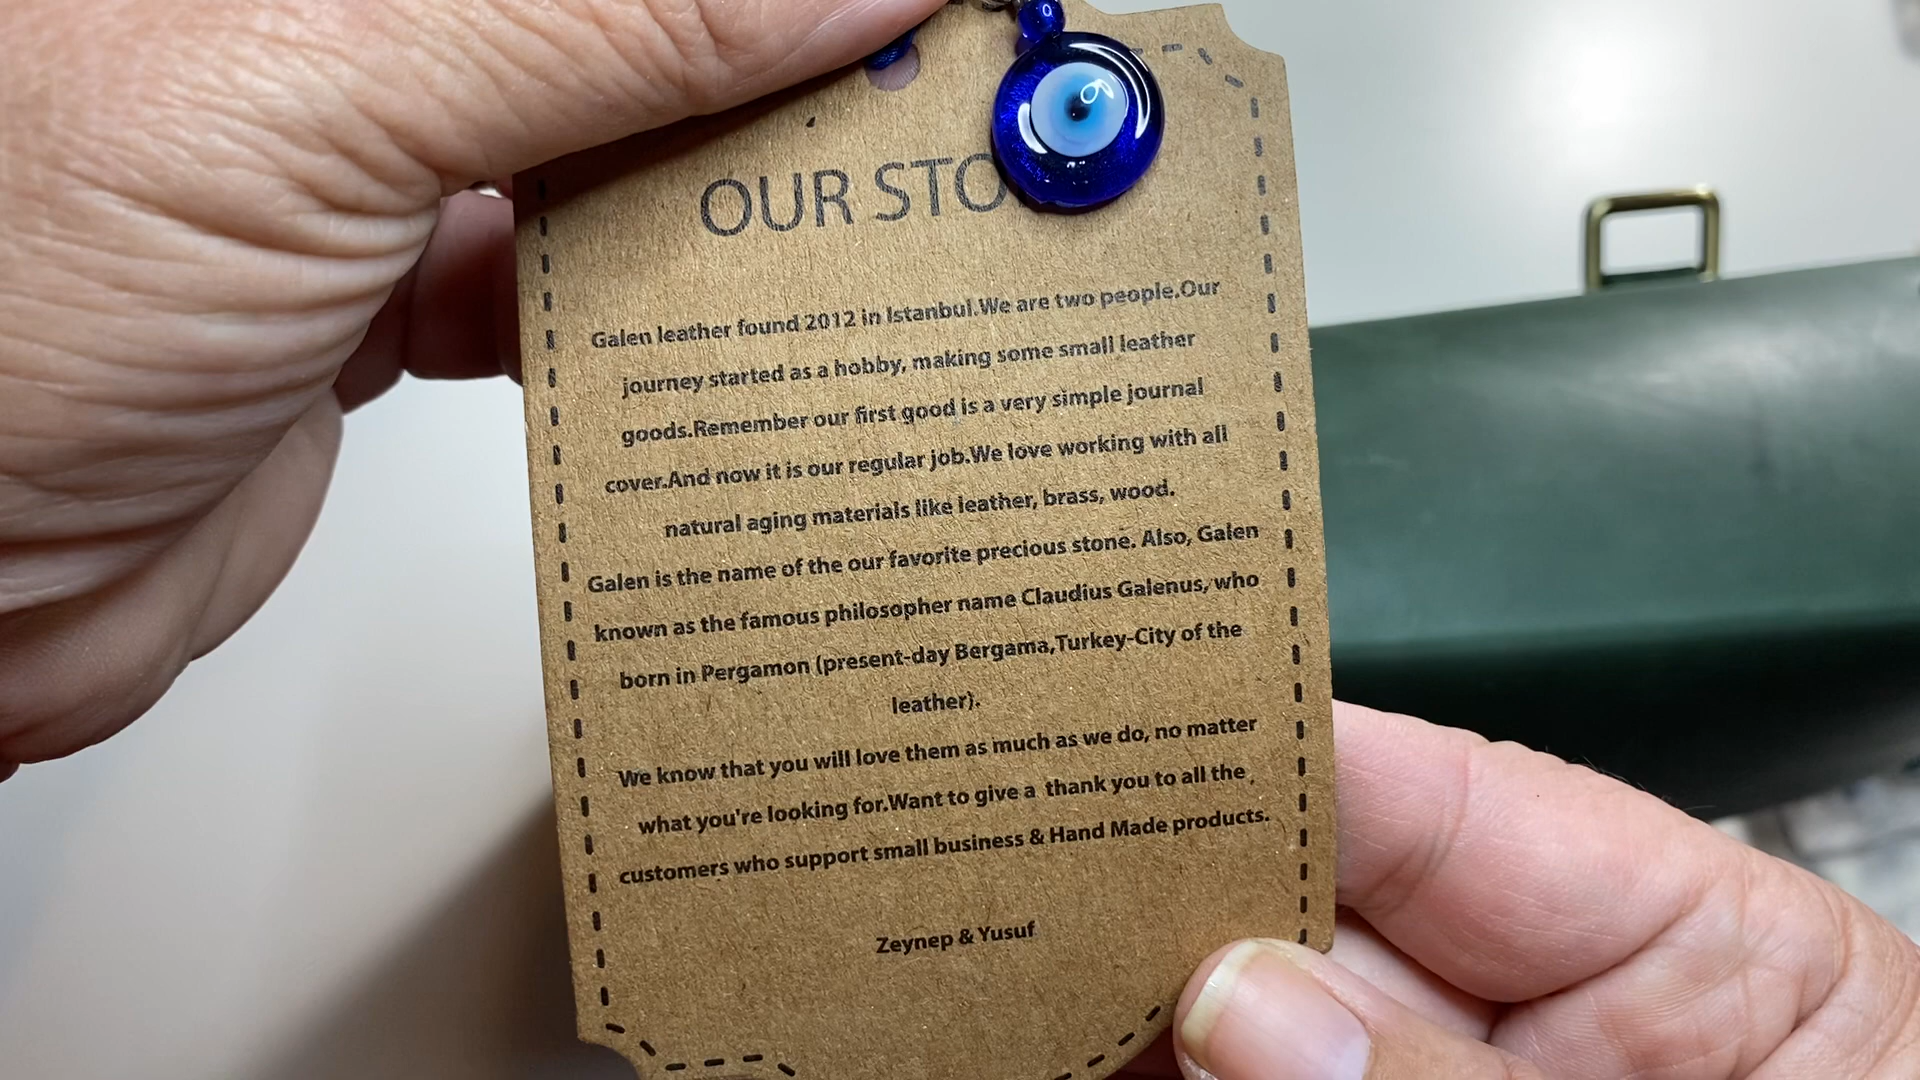 OUR STO
Galen leather found 2012 in Istanbul.We are two people.Our
journey started as a hobby, making some small leather
goods.Remember our first good is a very simple journal
cover.And now it is our regular job.We love working with all
natural aging materials like leather, brass, wood.
Galen is the name of the our favorite precious stone. Also, Galen
known as the famous philosopher name Claudius Galenus, who
born in Pergamon (present-day Bergama,Turkey-City of the
leather).
We know that you will love them as much as we do, no matter
what you're looking for.Want to give a thank you to all the
customers who support small business & Hand Made products.
Zeynep & Yusuf